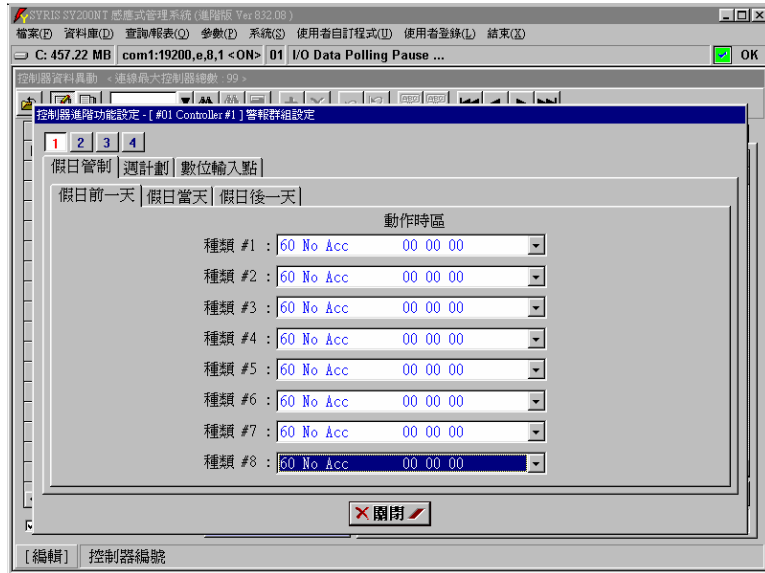 SYRIS SY200NT 感應式管理系統 (進階版 Ver 832.08 )
檔案(F) 資料庫(D) 查詢/報表(Q) 參數(P) 系統(S) 使用者自訂程式(U) 使用者登錄(L) 結束(X)
C: 457.22 MB com1:19200,e,8,1 <ON> 01 I/O Data Polling Pause ... OK
控制器資料異動 < 連線最大控制器總數 : 99 >
控制器進階功能設定 - [ #01 Controller #1 ] 警報群組設定
1 2 3 4
假日管制 週計劃 數位輸入點
假日前一天 假日當天 假日後一天
動作時區
種類 #1 : 60 No Acc 00 00 00
種類 #2 : 60 No Acc 00 00 00
種類 #3 : 60 No Acc 00 00 00
種類 #4 : 60 No Acc 00 00 00
種類 #5 : 60 No Acc 00 00 00
種類 #6 : 60 No Acc 00 00 00
種類 #7 : 60 No Acc 00 00 00
種類 #8 : 60 No Acc 00 00 00
關閉
[編輯] 控制器編號